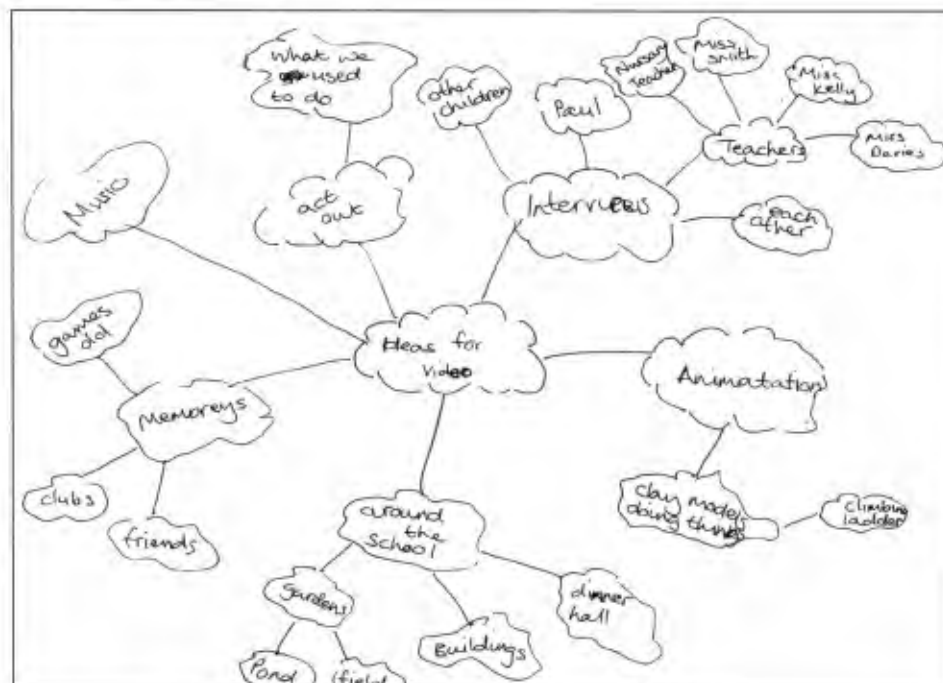 What we
used
to do
other
children
Paul
Nursery
Teacher
Miss
Smith
Miss
Kelly
Teachers
Miss
Davies
Music
act
out
Interviews
each
other
games
did
Ideas for
video
Animatation
Memoreys
clubs
friends
around
the
School
clay models
doing things
climbing
ladder
gardens
Buildings
dinner
hall
Pond
field